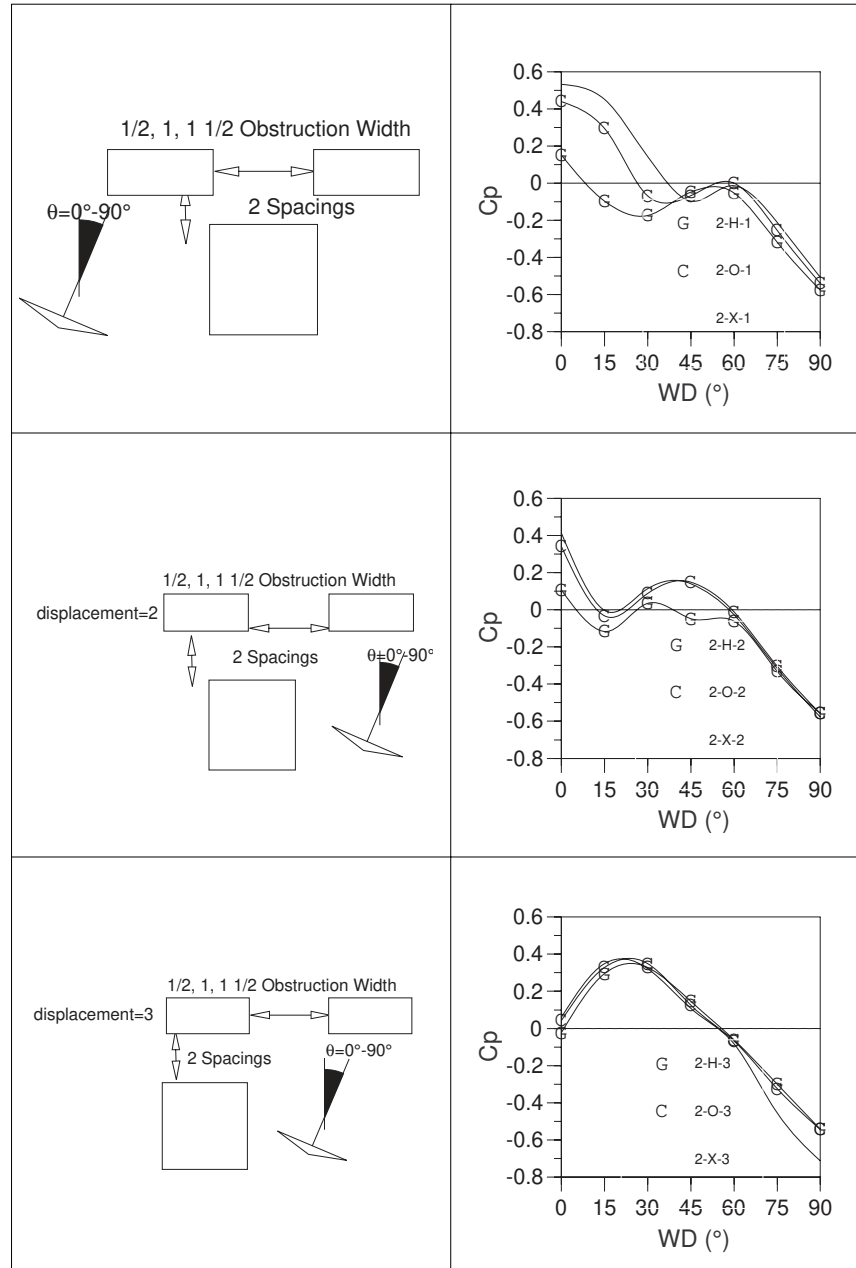 1/2, 1, 1 1/2 Obstruction Width
θ=0°-90°
2 Spacings
0.6
0.4
0.2
0
-0.2
-0.4
-0.6
-0.8
Cp
G 2-H-1
C 2-O-1
2-X-1
0 15 30 45 60 75 90
WD (°)
1/2, 1, 1 1/2 Obstruction Width
displacement=2
2 Spacings
θ=0°-90°
0.6
0.4
0.2
0
-0.2
-0.4
-0.6
-0.8
Cp
G 2-H-2
C 2-O-2
2-X-2
0 15 30 45 60 75 90
WD (°)
1/2, 1, 1 1/2 Obstruction Width
displacement=3
2 Spacings
θ=0°-90°
0.6
0.4
0.2
0
-0.2
-0.4
-0.6
-0.8
Cp
G 2-H-3
C 2-O-3
2-X-3
0 15 30 45 60 75 90
WD (°)